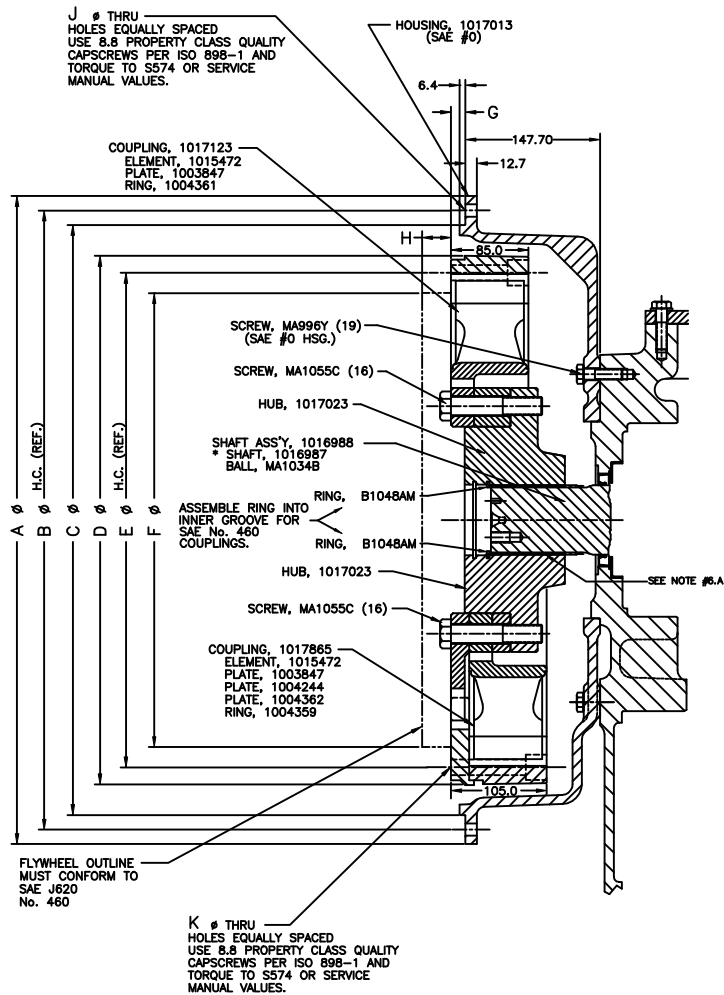 J ø THRU
HOLES EQUALLY SPACED
USE 8.8 PROPERTY CLASS QUALITY
CAPSCREWS PER ISO 898-1 AND
TORQUE TO S574 OR SERVICE
MANUAL VALUES.
HOUSING, 1017013
(SAE #0)
6.4
G
147.70
12.7
COUPLING, 1017123
ELEMENT, 1015472
PLATE, 1003847
RING, 1004361
H
85.0
SCREW, MA996Y (19)
(SAE #0 HSG.)
SCREW, MA1055C (16)
HUB, 1017023
SHAFT ASS'Y, 1016988
* SHAFT, 1016987
BALL, MA1034B
A ø
B ø H.C. (REF.)
C ø
D ø
E ø H.C. (REF.)
F ø
RING, B1048AM
ASSEMBLE RING INTO
INNER GROOVE FOR
SAE No. 460
COUPLINGS.
RING, B1048AM
HUB, 1017023
SEE NOTE #6.A
SCREW, MA1055C (16)
COUPLING, 1017865
ELEMENT, 1015472
PLATE, 1003847
PLATE, 1004244
PLATE, 1004362
RING, 1004359
105.0
FLYWHEEL OUTLINE
MUST CONFORM TO
SAE J620
No. 460
K ø THRU
HOLES EQUALLY SPACED
USE 8.8 PROPERTY CLASS QUALITY
CAPSCREWS PER ISO 898-1 AND
TORQUE TO S574 OR SERVICE
MANUAL VALUES.